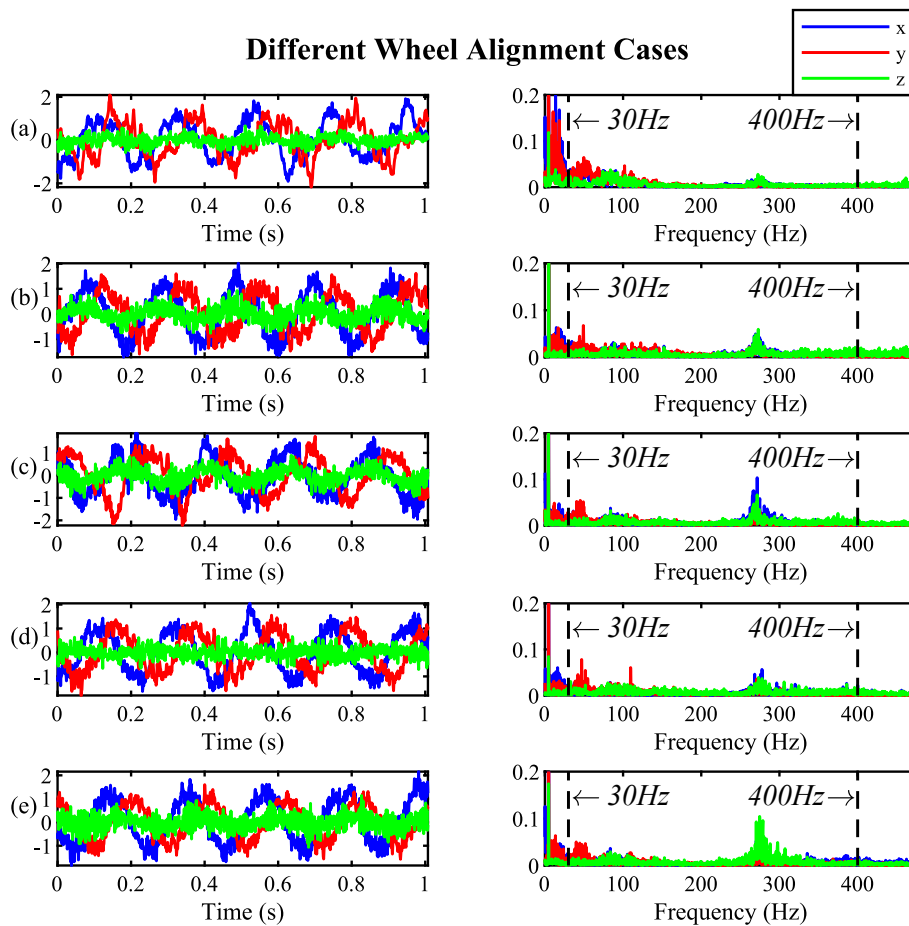 Different Wheel Alignment Cases
x
y
z
(a)
2
0
-2
0 0.2 0.4 0.6 0.8 1
Time (s)
0.2
0.1
0
← 30Hz 400Hz→
0 100 200 300 400
Frequency (Hz)
(b)
2
1
0
-1
0 0.2 0.4 0.6 0.8 1
Time (s)
0.2
0.1
0
← 30Hz 400Hz→
0 100 200 300 400
Frequency (Hz)
(c)
1
0
-1
-2
0 0.2 0.4 0.6 0.8 1
Time (s)
0.2
0.1
0
← 30Hz 400Hz→
0 100 200 300 400
Frequency (Hz)
(d)
2
1
0
-1
0 0.2 0.4 0.6 0.8 1
Time (s)
0.2
0.1
0
← 30Hz 400Hz→
0 100 200 300 400
Frequency (Hz)
(e)
2
1
0
-1
0 0.2 0.4 0.6 0.8 1
Time (s)
0.2
0.1
0
← 30Hz 400Hz→
0 100 200 300 400
Frequency (Hz)